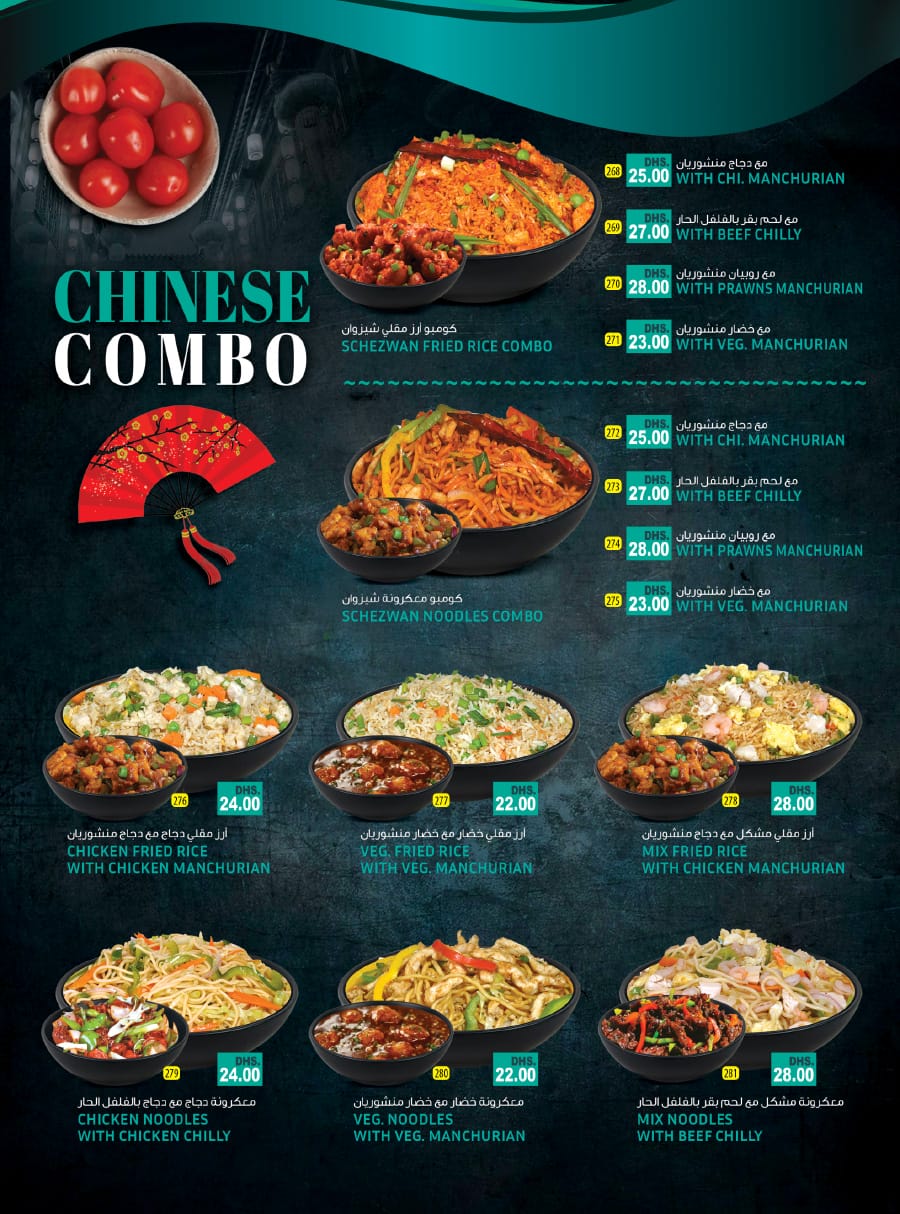 CHINESE
COMBO
كومبو أرز مقلي شيزوان
SCHEZWAN FRIED RICE COMBO
268 DHS. 25.00
مع دجاج منشوريان
WITH CHI. MANCHURIAN
269 DHS. 27.00
مع لحم بقر بالفلفل الحار
WITH BEEF CHILLY
270 DHS. 28.00
مع روبيان منشوريان
WITH PRAWNS MANCHURIAN
271 DHS. 23.00
مع خضار منشوريان
WITH VEG. MANCHURIAN
كومبو معكرونة شيزوان
SCHEZWAN NOODLES COMBO
272 DHS. 25.00
مع دجاج منشوريان
WITH CHI. MANCHURIAN
273 DHS. 27.00
مع لحم بقر بالفلفل الحار
WITH BEEF CHILLY
274 DHS. 28.00
مع روبيان منشوريان
WITH PRAWNS MANCHURIAN
275 DHS. 23.00
مع خضار منشوريان
WITH VEG. MANCHURIAN
276 DHS. 24.00
أرز مقلي دجاج مع دجاج منشوريان
CHICKEN FRIED RICE
WITH CHICKEN MANCHURIAN
277 DHS. 22.00
أرز مقلي خضار مع خضار منشوريان
VEG. FRIED RICE
WITH VEG. MANCHURIAN
278 DHS. 28.00
أرز مقلي مشكل مع دجاج منشوريان
MIX FRIED RICE
WITH CHICKEN MANCHURIAN
279 DHS. 24.00
معكرونة دجاج مع دجاج بالفلفل الحار
CHICKEN NOODLES
WITH CHICKEN CHILLY
280 DHS. 22.00
معكرونة خضار مع خضار منشوريان
VEG. NOODLES
WITH VEG. MANCHURIAN
281 DHS. 28.00
معكرونة مشكل مع لحم بقر بالفلفل الحار
MIX NOODLES
WITH BEEF CHILLY